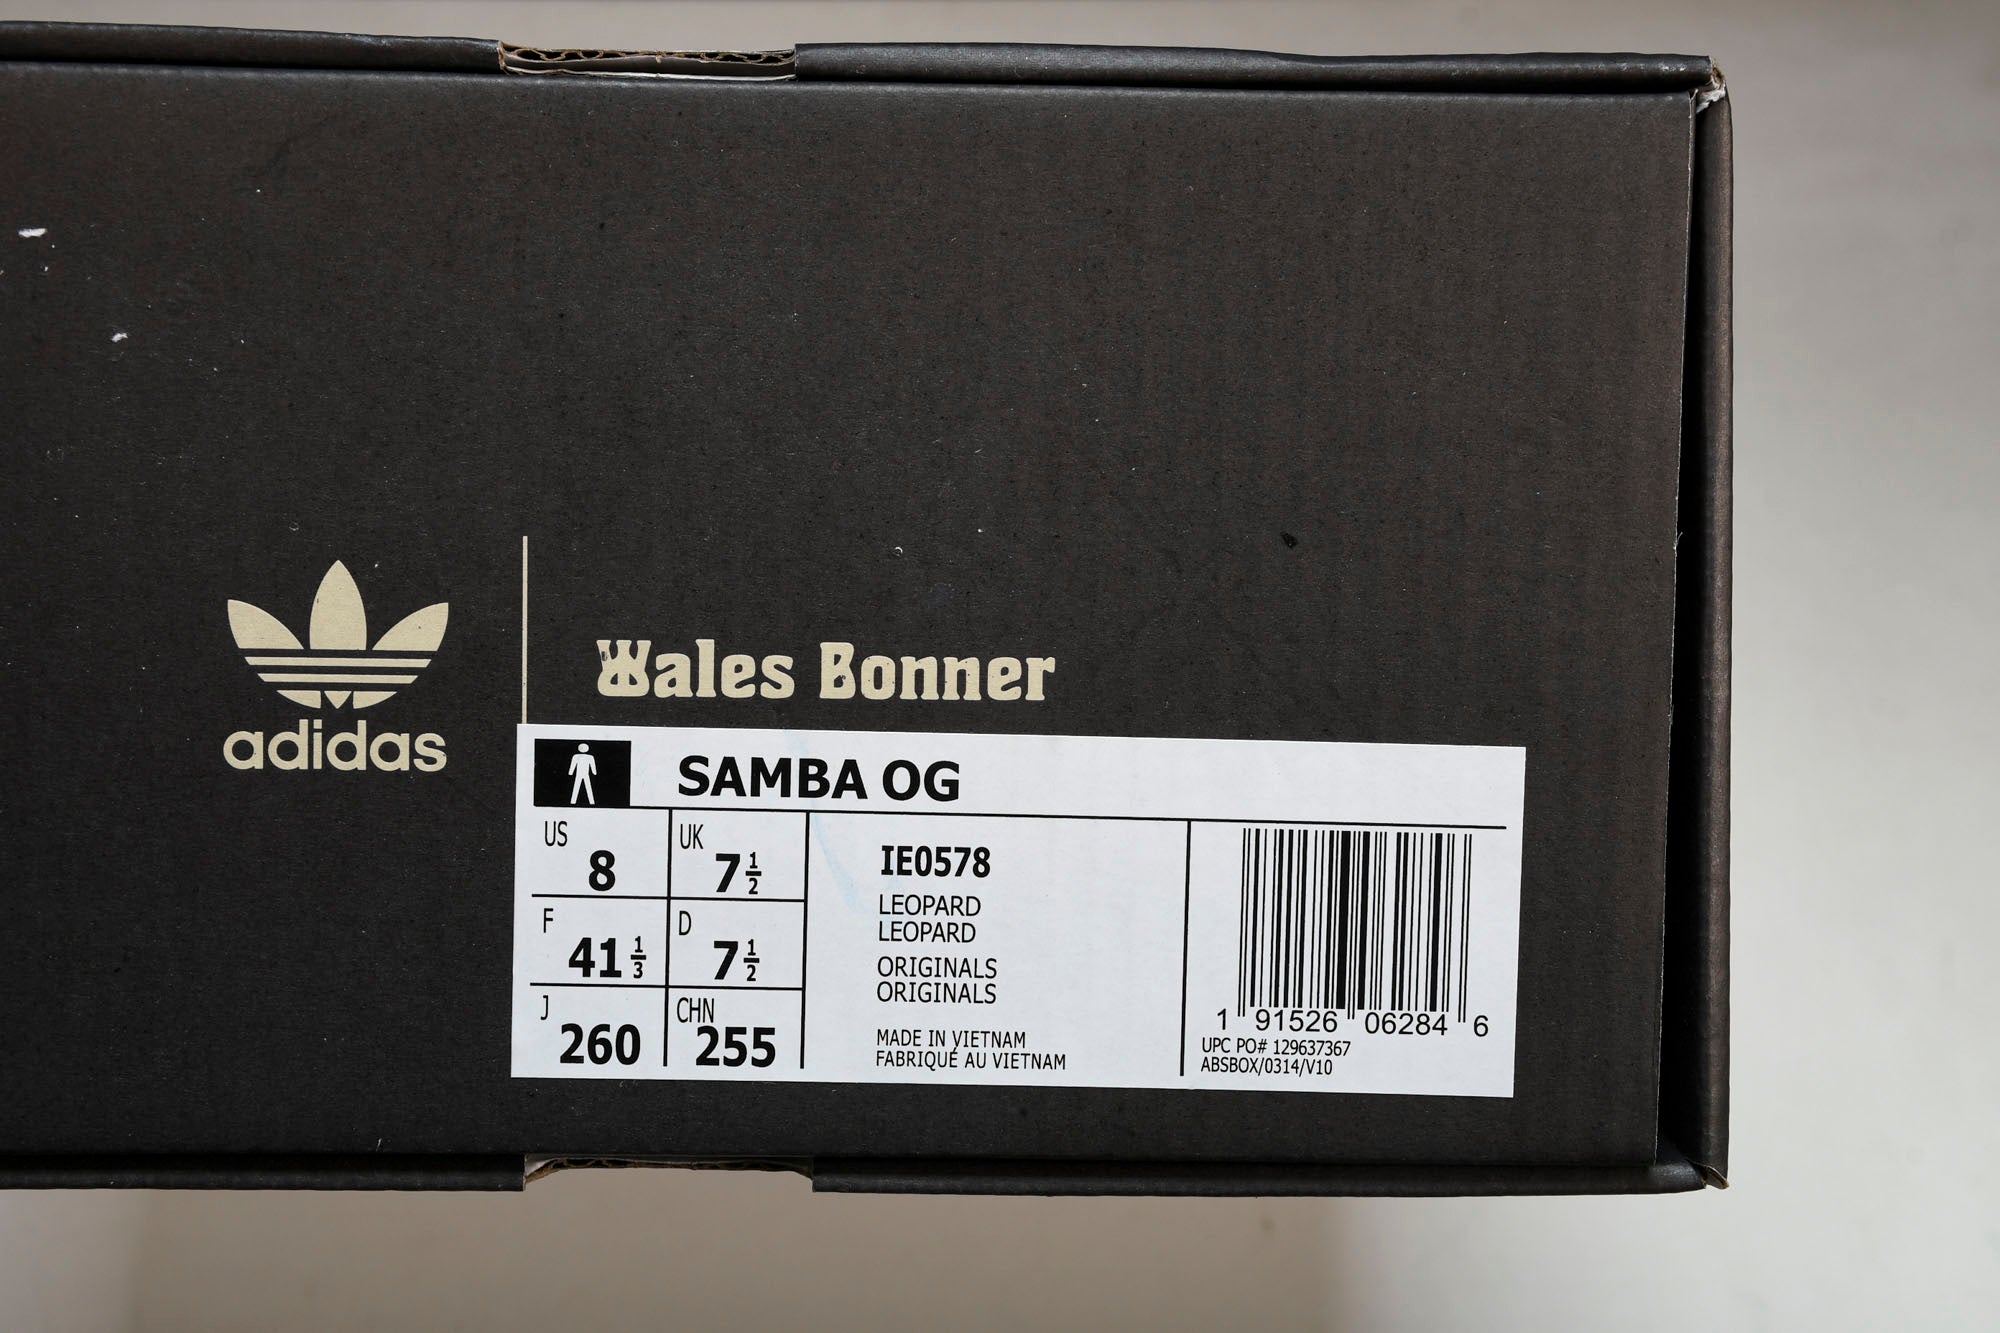 adidas
Wales Bonner
SAMBA OG
US 8
UK 7 1/2
F 41 1/3
D 7 1/2
J 260
CHN 255
IE0578
LEOPARD
LEOPARD
ORIGINALS
ORIGINALS
MADE IN VIETNAM
FABRIQUÉ AU VIETNAM
1 91526 06284 6
UPC PO# 129637367
ABSBOX/0314/V10